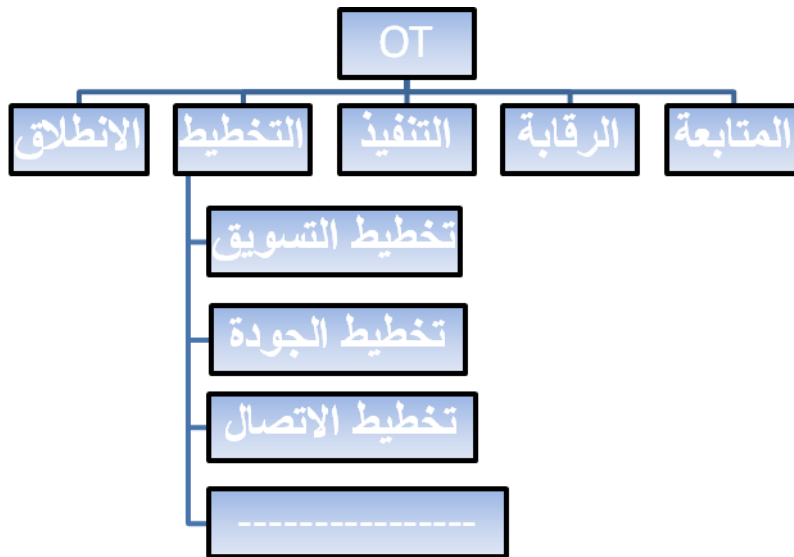 OT
الانطلاق
التخطيط
التنفيذ
الرقابة
المتابعة
تخطيط التسويق
تخطيط الجودة
تخطيط الاتصال
----------------